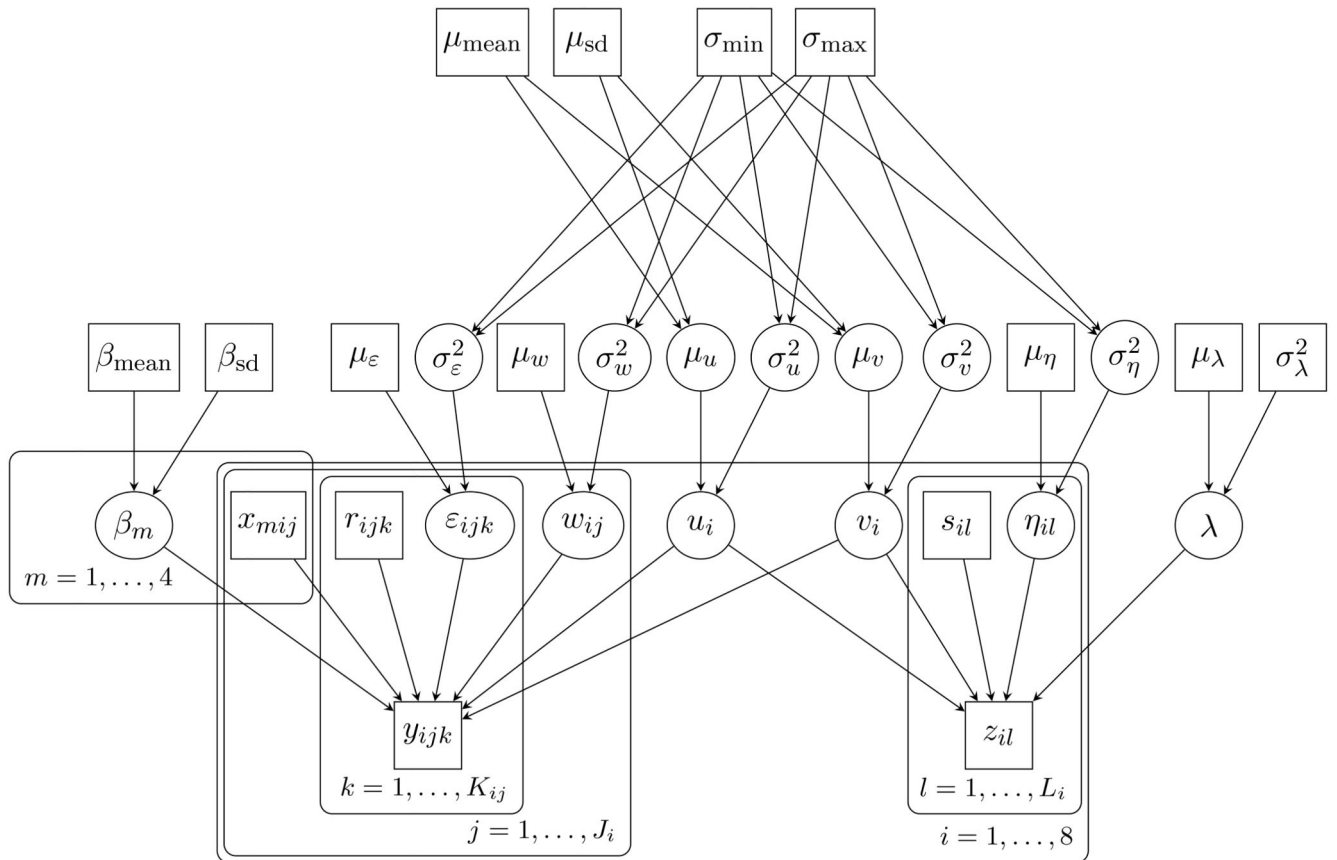 μ_mean μ_sd σ_min σ_max
β_mean β_sd μ_ε σ²_ε μ_w σ²_w μ_u σ²_u μ_v σ²_v μ_η σ²_η μ_λ σ²_λ
β_m x_mij r_ijk ε_ijk w_ij u_i v_i s_il η_il λ
m = 1, . . . , 4
y_ijk z_il
k = 1, . . . , K_ij l = 1, . . . , L_i
j = 1, . . . , J_i i = 1, . . . , 8